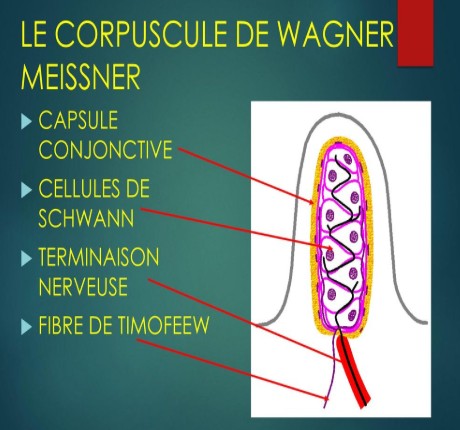 LE CORPUSCULE DE WAGNER
MEISSNER
CAPSULE
CONJONCTIVE
CELLULES DE
SCHWANN
TERMINAISON
NERVEUSE
FIBRE DE TIMOFEEW